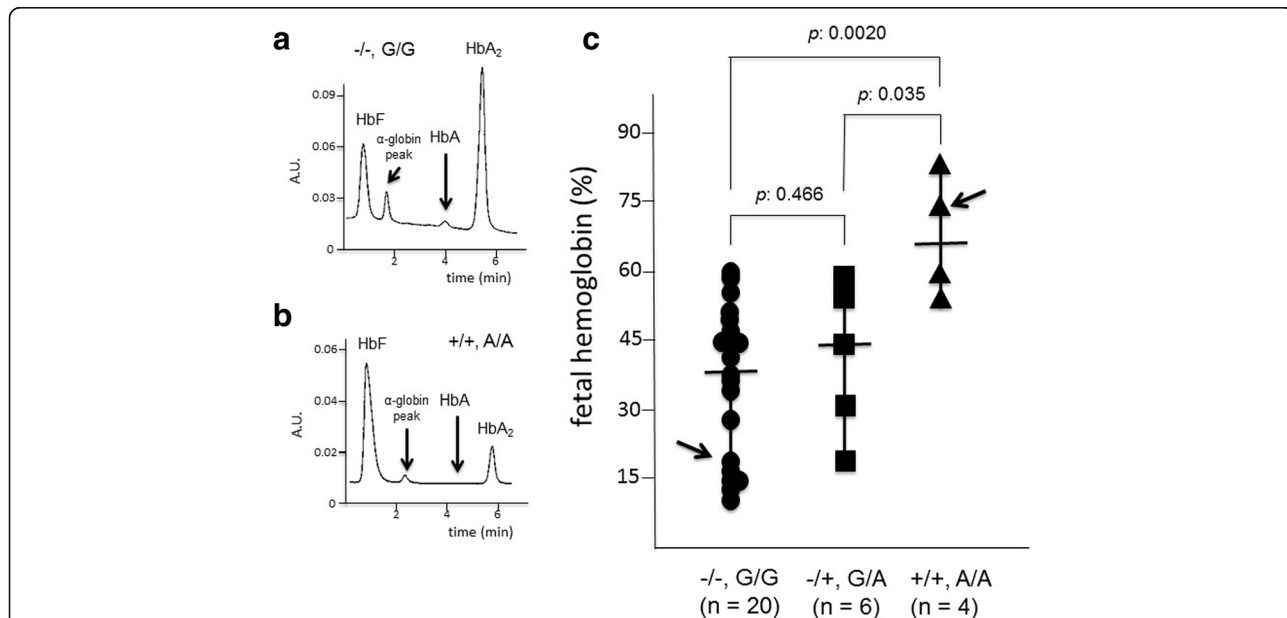 a
-/-, G/G
HbA2
HbF
α-globin
peak
HbA
0.09
0.06
0.03
0
A.U.
2 4 6
time (min)
b
+/+, A/A
HbF
α-globin
peak
HbA
HbA2
0.06
0.04
0.02
0
A.U.
2 4 6
time (min)
c
p: 0.0020
p: 0.035
p: 0.466
fetal hemoglobin (%)
90
75
60
45
30
15
-/-, G/G -/+, G/A +/+, A/A
(n = 20) (n = 6) (n = 4)